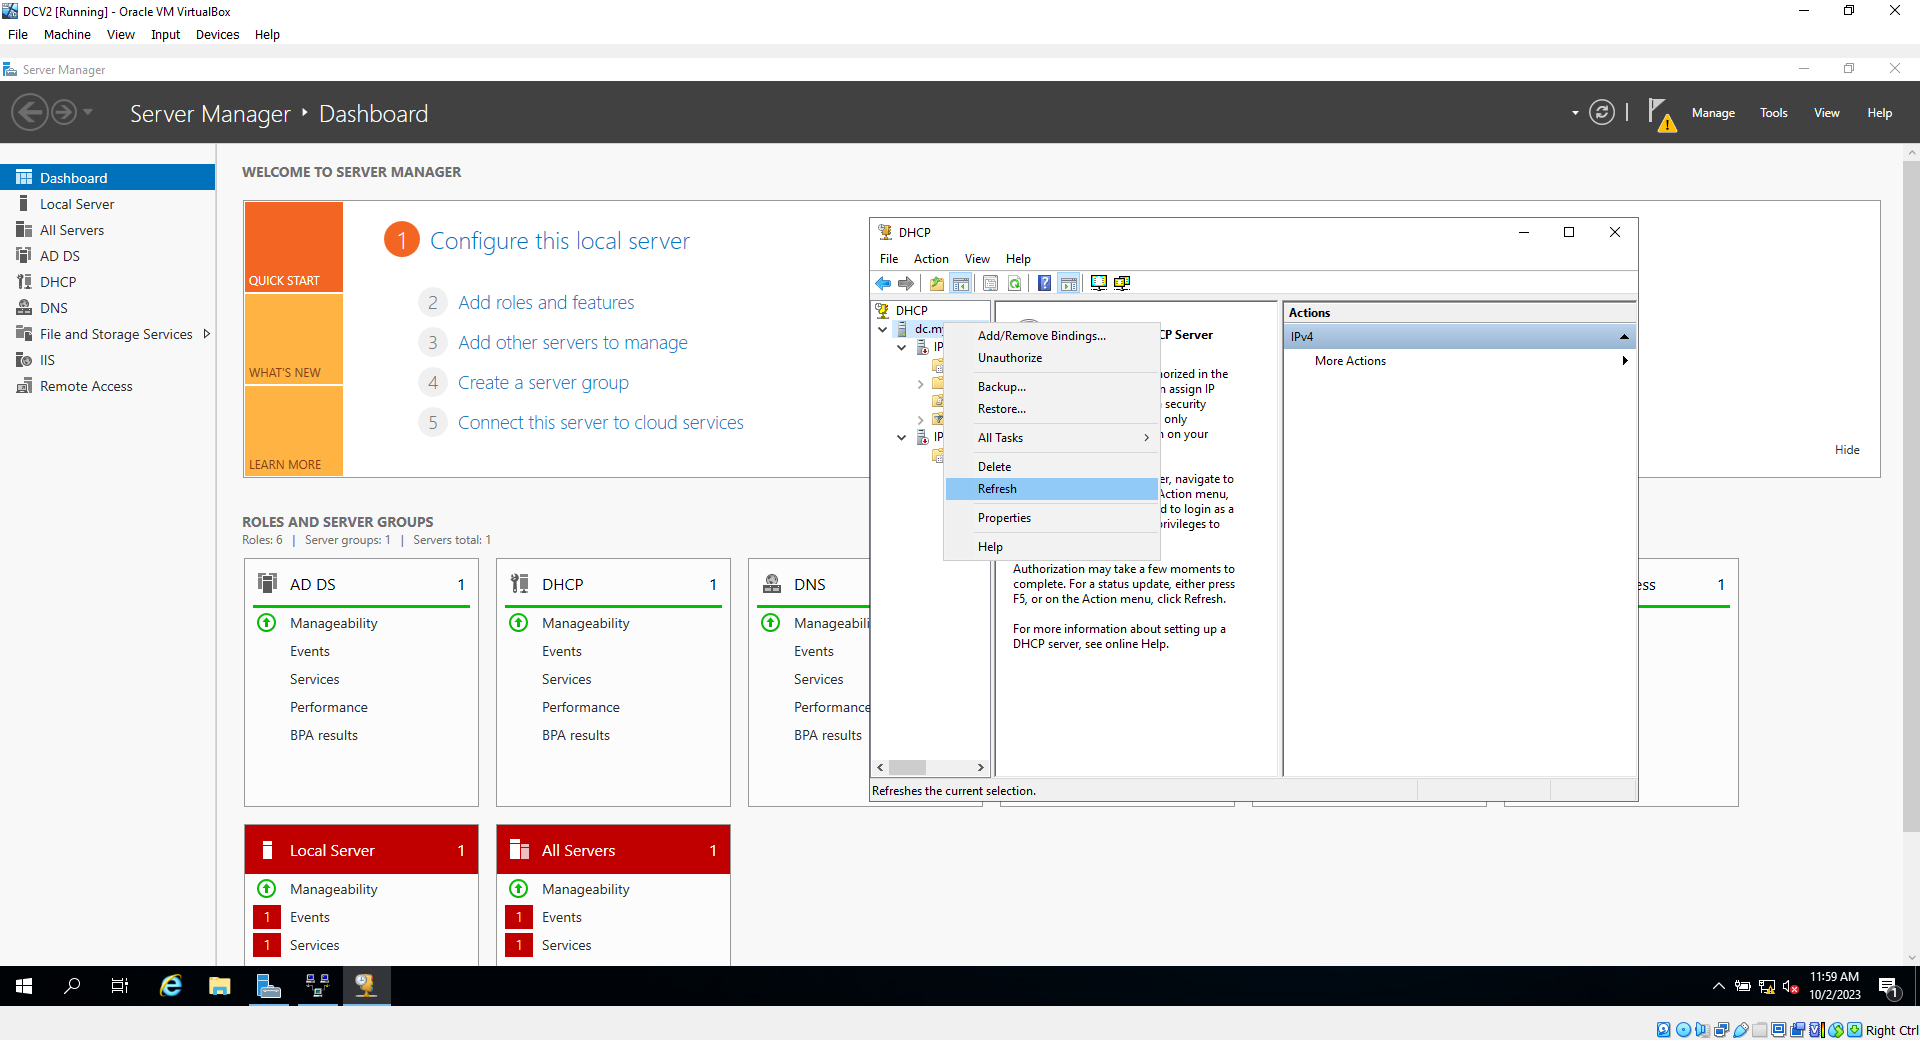 DCV2 [Running] - Oracle VM VirtualBox
File Machine View Input Devices Help
Server Manager
Server Manager Dashboard
Manage Tools View Help
Dashboard
Local Server
All Servers
AD DS
DHCP
DNS
File and Storage Services
IIS
Remote Access
WELCOME TO SERVER MANAGER
QUICK START
WHAT'S NEW
LEARN MORE
1 Configure this local server
2 Add roles and features
3 Add other servers to manage
4 Create a server group
5 Connect this server to cloud services
Hide
ROLES AND SERVER GROUPS
Roles: 6 | Server groups: 1 | Servers total: 1
AD DS 1
Manageability
Events
Services
Performance
BPA results
DHCP 1
Manageability
Events
Services
Performance
BPA results
DNS
Manageabili
Events
Services
Performance
BPA results
ess 1
Local Server 1
Manageability
1 Events
1 Services
All Servers 1
Manageability
1 Events
1 Services
DHCP
File Action View Help
DHCP
dc.my
IP
IP
Add/Remove Bindings...
Unauthorize
Backup...
Restore...
All Tasks
Delete
Refresh
Properties
Help
CP Server
orized in the
n assign IP
security
only
n on your
er, navigate to
Action menu,
d to login as a
privileges to
Authorization may take a few moments to
complete. For a status update, either press
F5, or on the Action menu, click Refresh.
For more information about setting up a
DHCP server, see online Help.
Actions
IPv4
More Actions
Refreshes the current selection.
11:59 AM
10/2/2023
1
Right Ctrl